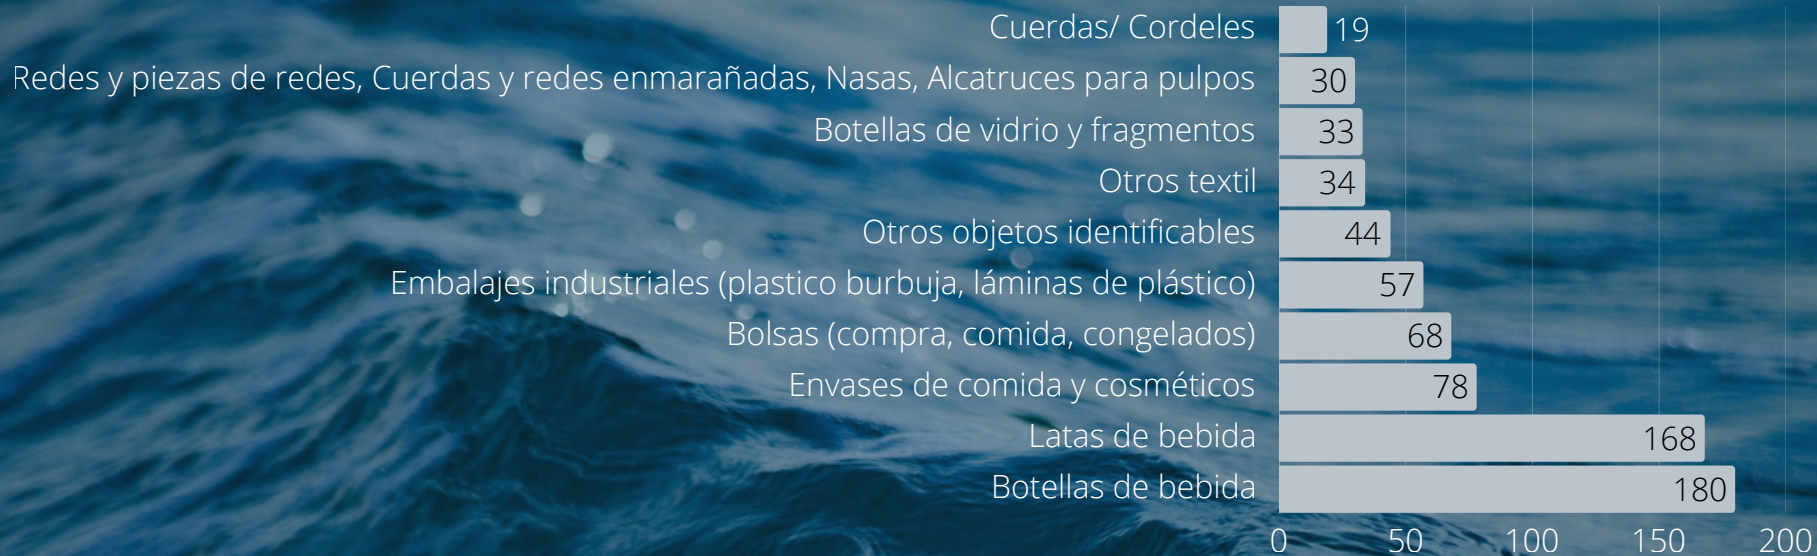 Cuerdas/ Cordeles 19
Redes y piezas de redes, Cuerdas y redes enmarañadas, Nasas, Alcatruces para pulpos 30
Botellas de vidrio y fragmentos 33
Otros textil 34
Otros objetos identificables 44
Embalajes industriales (plastico burbuja, láminas de plástico) 57
Bolsas (compra, comida, congelados) 68
Envases de comida y cosméticos 78
Latas de bebida 168
Botellas de bebida 180
0 50 100 150 200